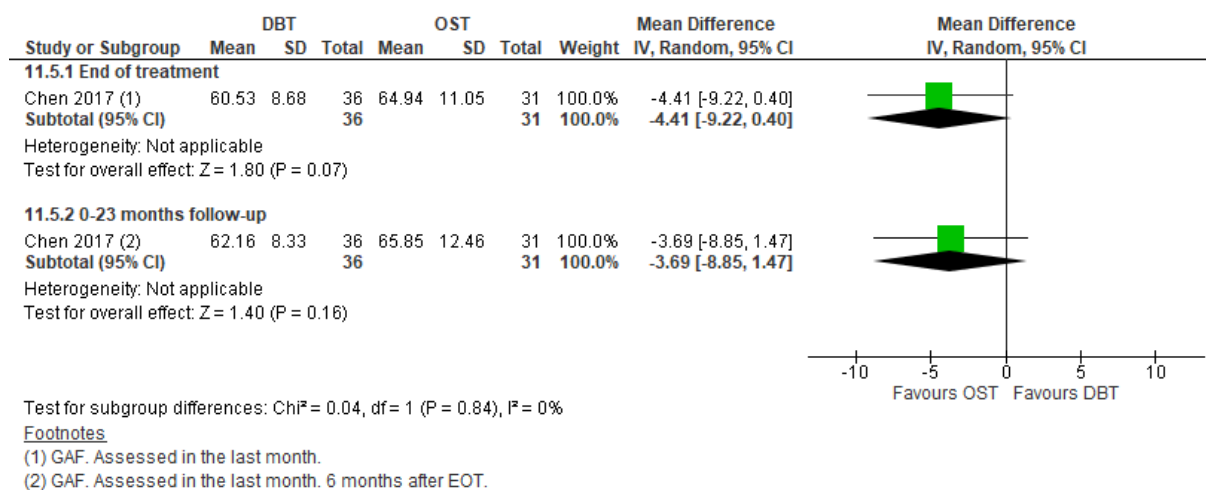 DBT OST Mean Difference Mean Difference
Study or Subgroup Mean SD Total Mean SD Total Weight IV, Random, 95% CI IV, Random, 95% CI
11.5.1 End of treatment
Chen 2017 (1) 60.53 8.68 36 64.94 11.05 31 100.0% -4.41 [-9.22, 0.40]
Subtotal (95% CI) 36 31 100.0% -4.41 [-9.22, 0.40]
Heterogeneity: Not applicable
Test for overall effect: Z = 1.80 (P = 0.07)
11.5.2 0-23 months follow-up
Chen 2017 (2) 62.16 8.33 36 65.85 12.46 31 100.0% -3.69 [-8.85, 1.47]
Subtotal (95% CI) 36 31 100.0% -3.69 [-8.85, 1.47]
Heterogeneity: Not applicable
Test for overall effect: Z = 1.40 (P = 0.16)
-10 -5 0 5 10
Favours OST Favours DBT
Test for subgroup differences: Chi² = 0.04, df = 1 (P = 0.84), I² = 0%
Footnotes
(1) GAF. Assessed in the last month.
(2) GAF. Assessed in the last month. 6 months after EOT.